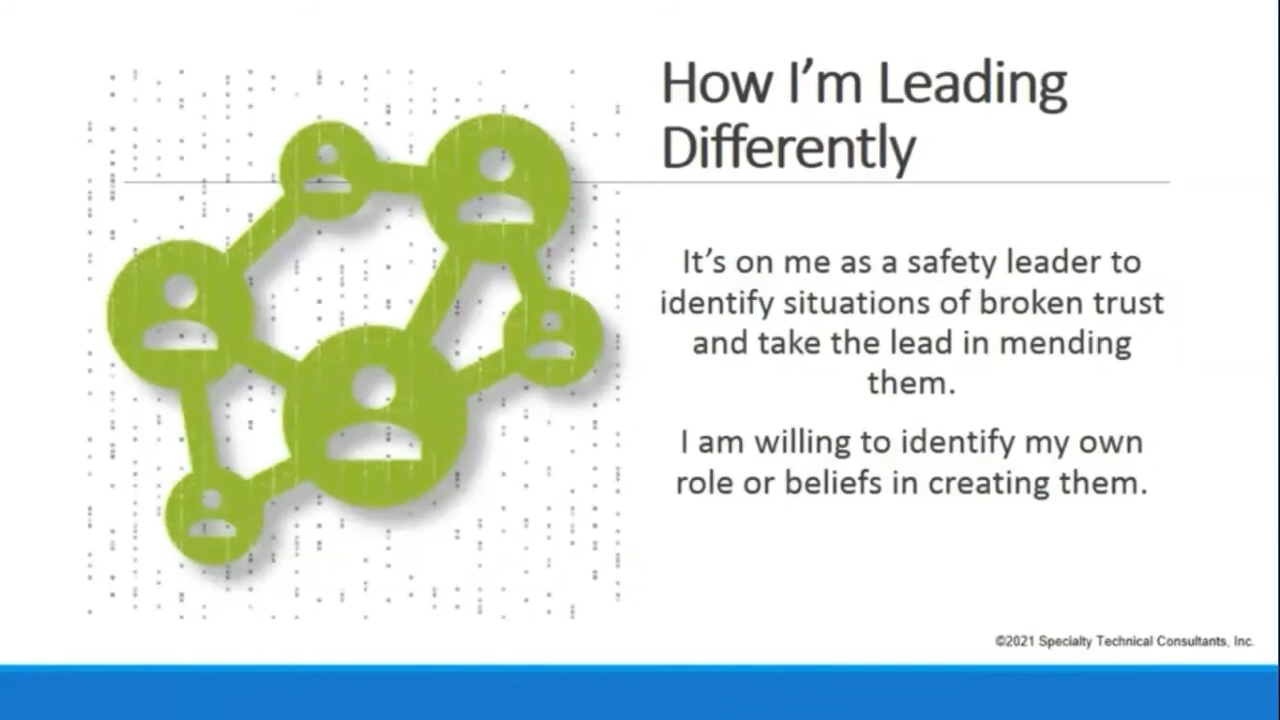 How I’m Leading
Differently
It’s on me as a safety leader to
identify situations of broken trust
and take the lead in mending
them.
I am willing to identify my own
role or beliefs in creating them.
©2021 Specialty Technical Consultants, Inc.